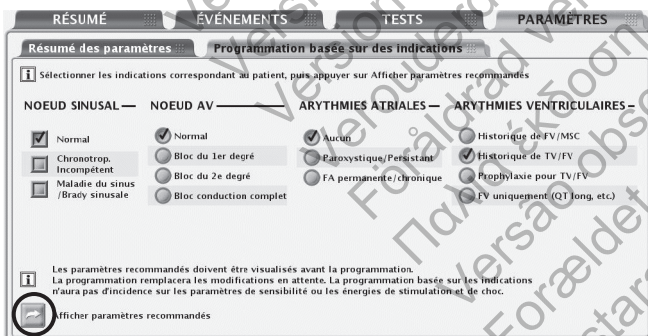 RÉSUMÉ ÉVÉNEMENTS TESTS PARAMÈTRES
Résumé des paramètres Programmation basée sur des indications
i Sélectionner les indications correspondant au patient, puis appuyer sur Afficher paramètres recommandés
NOEUD SINUSAL NOEUD AV ARYTHMIES ATRIALES ARYTHMIES VENTRICULAIRES
Normal Normal Aucun Historique de FV/MSC
Chronotrop. Incompétent Bloc du 1er degré Paroxystique/Persistant Historique de TV/FV
Maladie du sinus /Brady sinusale Bloc du 2e degré FA permanente/chronique Prophylaxie pour TV/FV
Bloc conduction complet FV uniquement (QT long, etc.)
i Les paramètres recommandés doivent être visualisés avant la programmation.
La programmation remplacera les modifications en attente. La programmation basée sur les indications
n'aura pas d'incidence sur les paramètres de sensibilité ou les énergies de stimulation et de choc.
Afficher paramètres recommandés